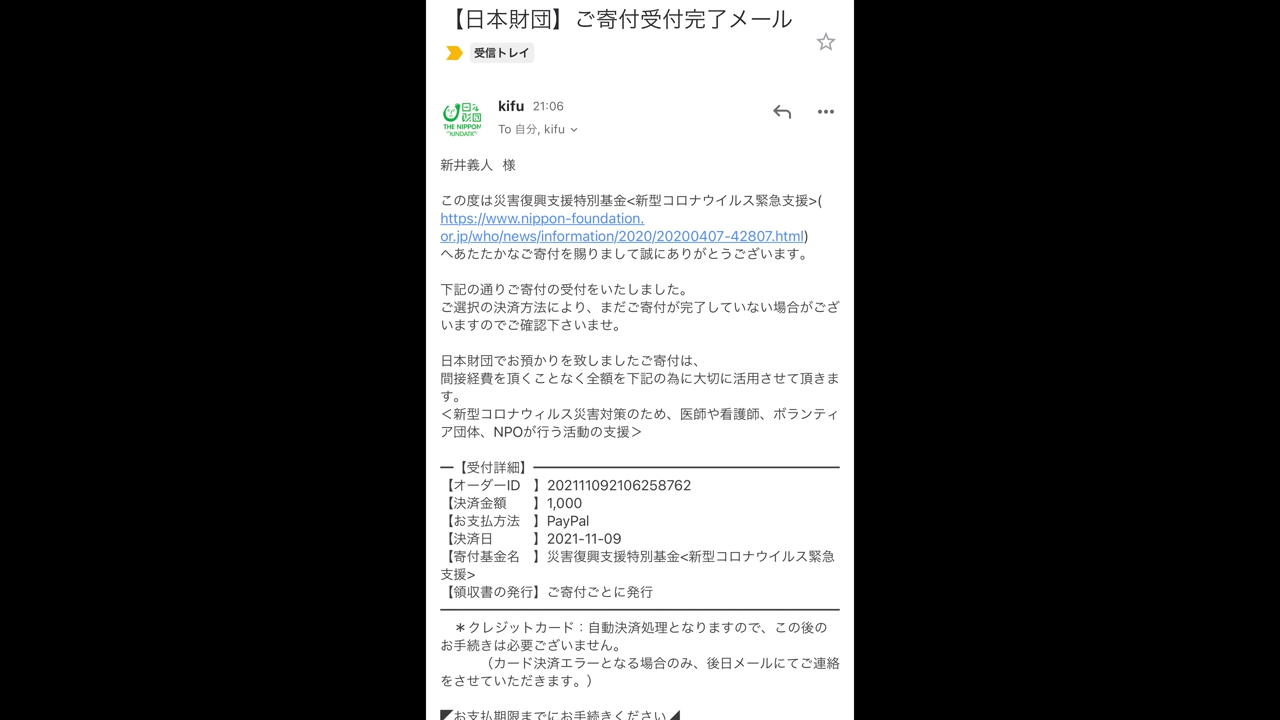 【日本財団】ご寄付受付完了メール
受信トレイ
kifu 21:06
To 自分, kifu
THE NIPPON
FOUNDATION
新井義人 様
この度は災害復興支援特別基金<新型コロナウイルス緊急支援>(
https://www.nippon-foundation.
or.jp/who/news/information/2020/20200407-42807.html)
へあたたかなご寄付を賜りまして誠にありがとうございます。
下記の通りご寄付の受付をいたしました。
ご選択の決済方法により、まだご寄付が完了していない場合がござ
いますのでご確認下さいませ。
日本財団でお預かりを致しましたご寄付は、
間接経費を頂くことなく全額を下記の為に大切に活用させて頂きま
す。
＜新型コロナウィルス災害対策のため、医師や看護師、ボランティ
ア団体、NPOが行う活動の支援＞
━【受付詳細】━━━━━━━━━━━━━━━━━━━━━━━
【オーダーID 】202111092106258762
【決済金額 】1,000
【お支払方法 】PayPal
【決済日 】2021-11-09
【寄付基金名 】災害復興支援特別基金<新型コロナウイルス緊急
支援>
【領収書の発行】ご寄付ごとに発行
＊クレジットカード：自動決済処理となりますので、この後の
お手続きは必要ございません。
（カード決済エラーとなる場合のみ、後日メールにてご連絡
をさせていただきます。）
◤お支払期限までにお手続きください◢